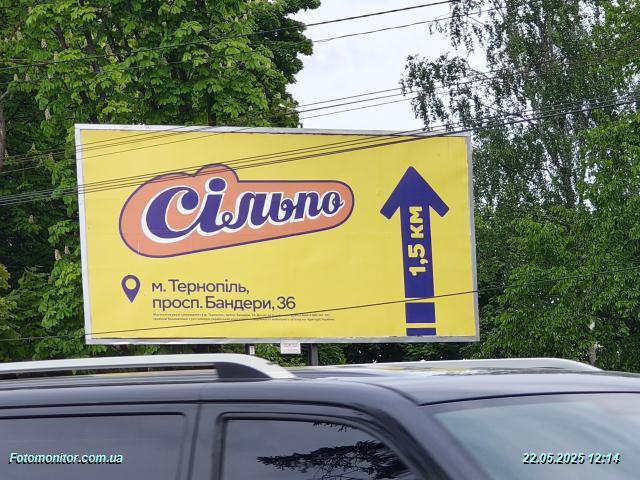 Сільпо
1,5 км
м. Тернопіль,
просп. Бандери, 36
Fotomonitor.com.ua
22.05.2025 12:14